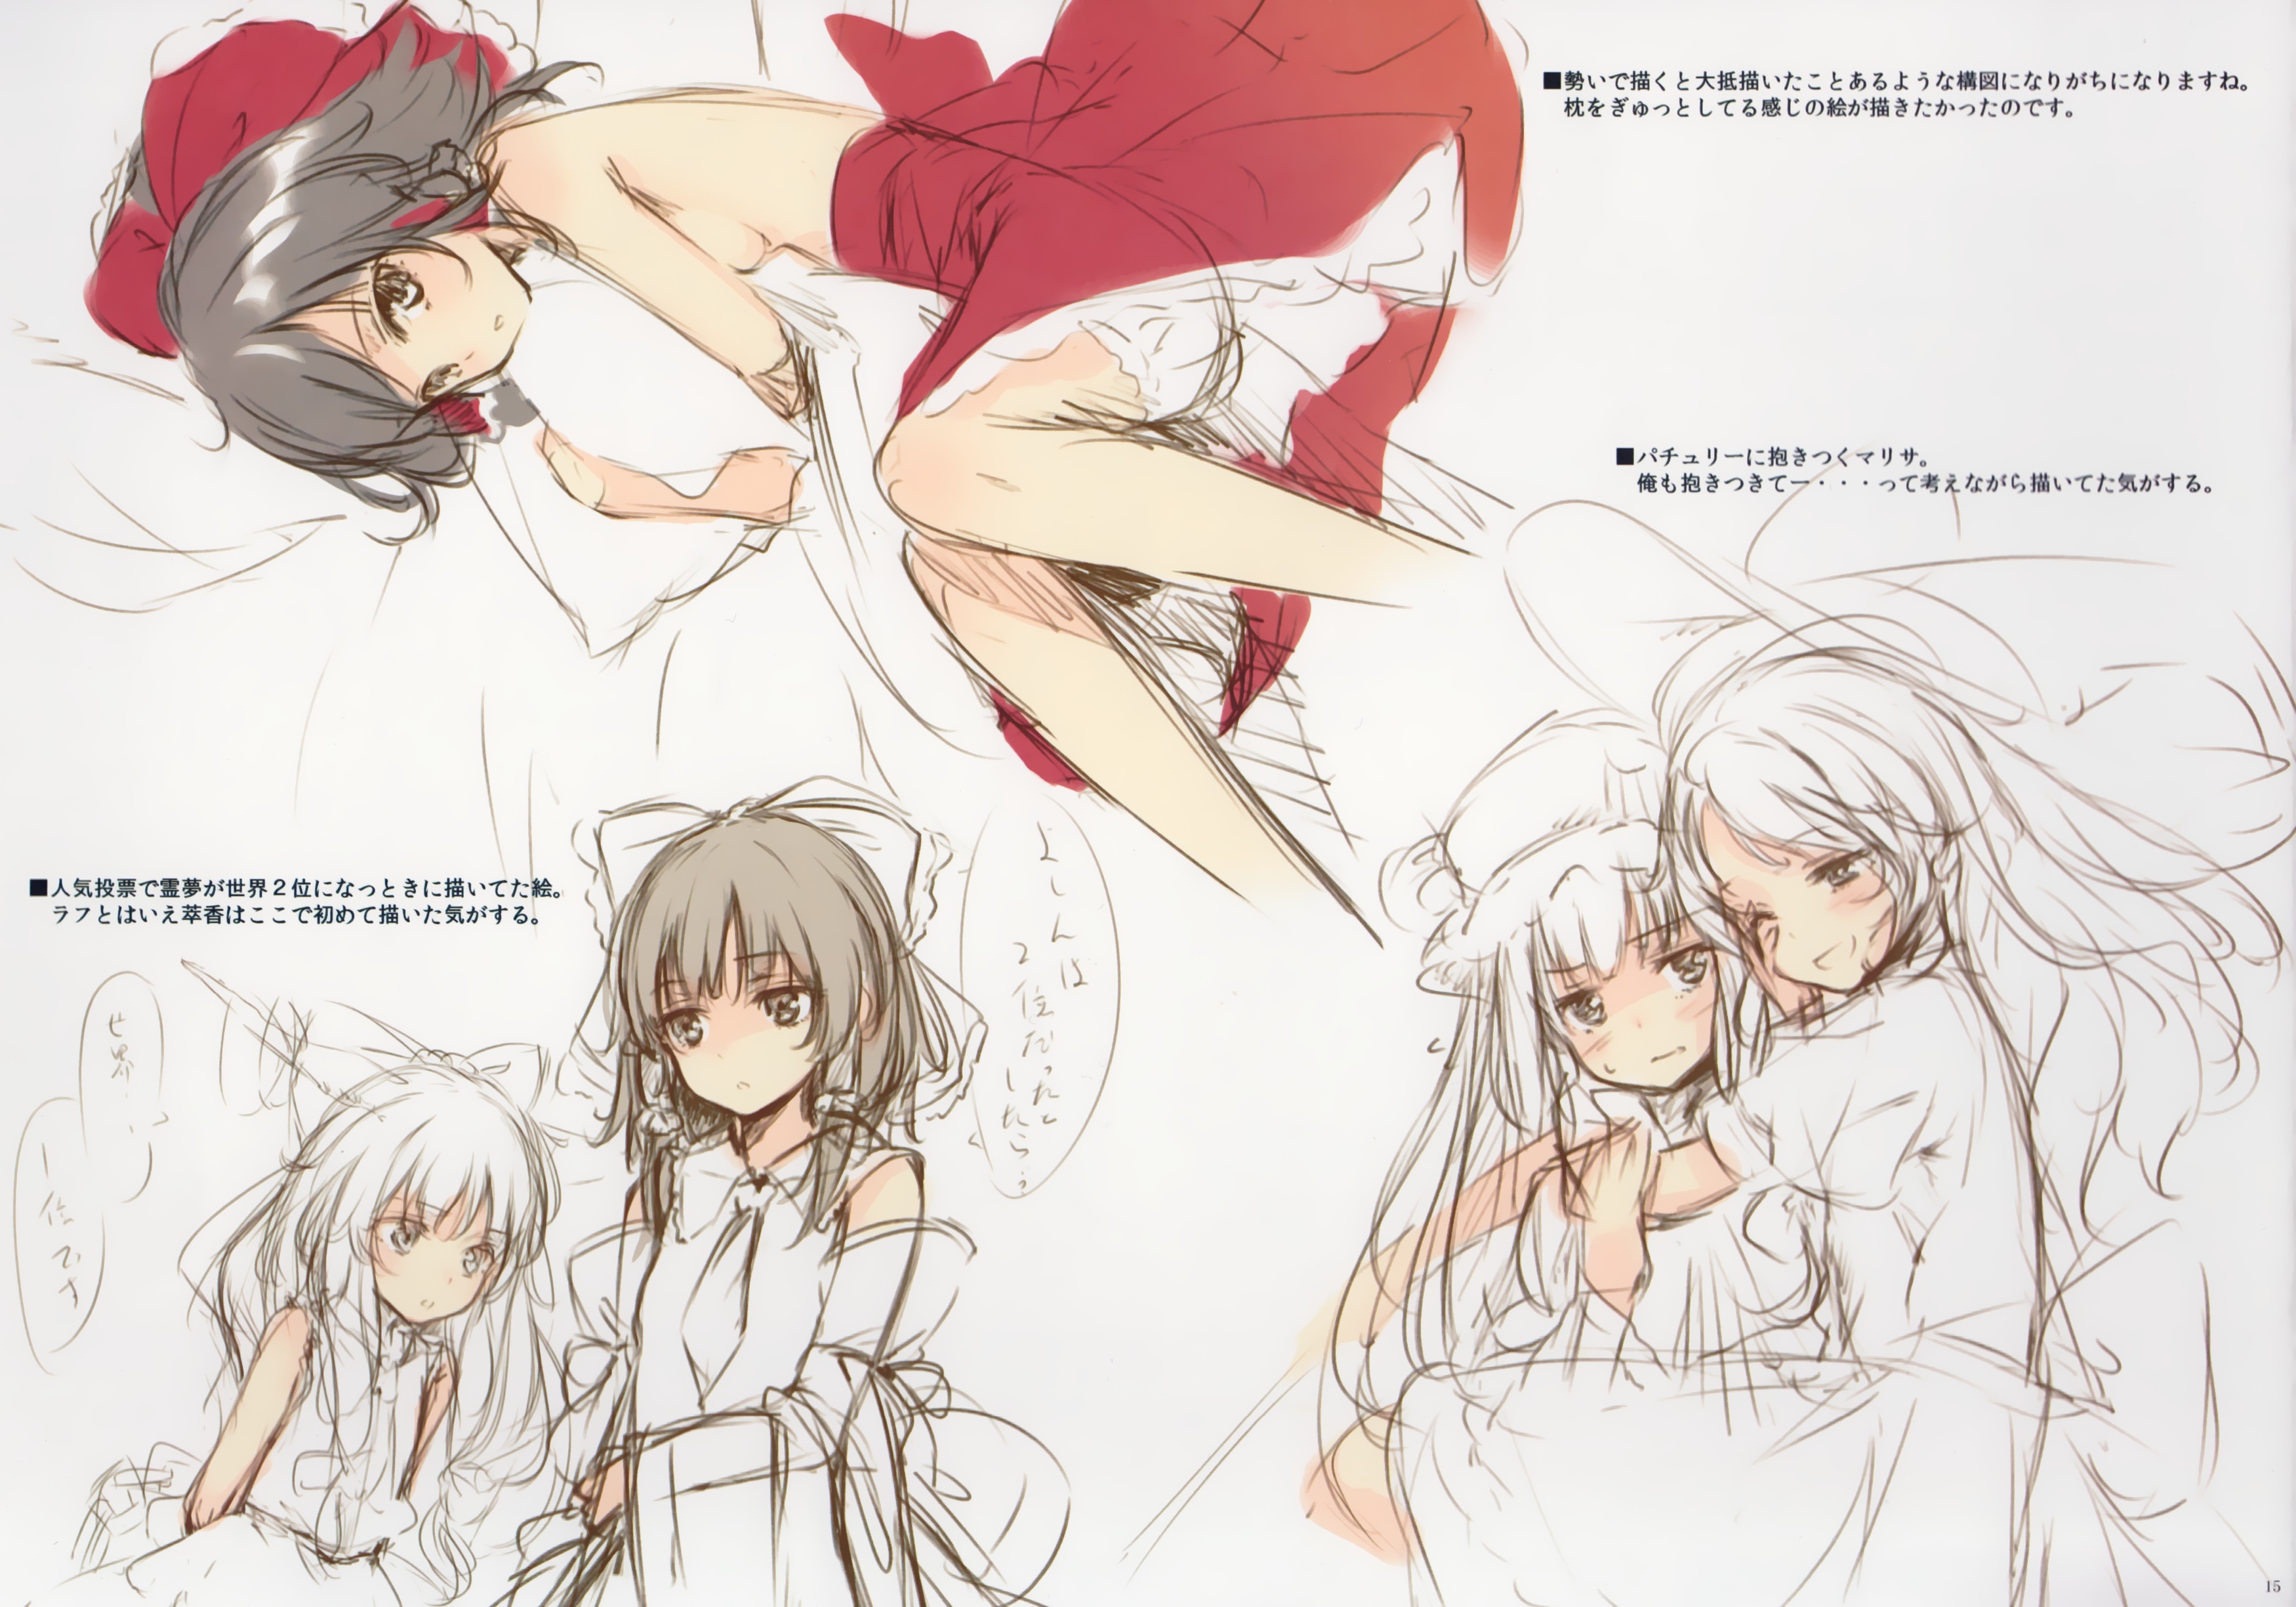 ■勢いで描くと大抵描いたことあるような構図になりがちになりますね。
枕をぎゅっとしてる感じの絵が描きたかったのです。
■パチュリーに抱きつくマリサ。
俺も抱きつきてー・・・って考えながら描いてた気がする。
■人気投票で霊夢が世界２位になっときに描いてた絵。
ラフとはいえ萃香はここで初めて描いた気がする。
よしんば
2位だったと
したら…?
世界…
1位です
15